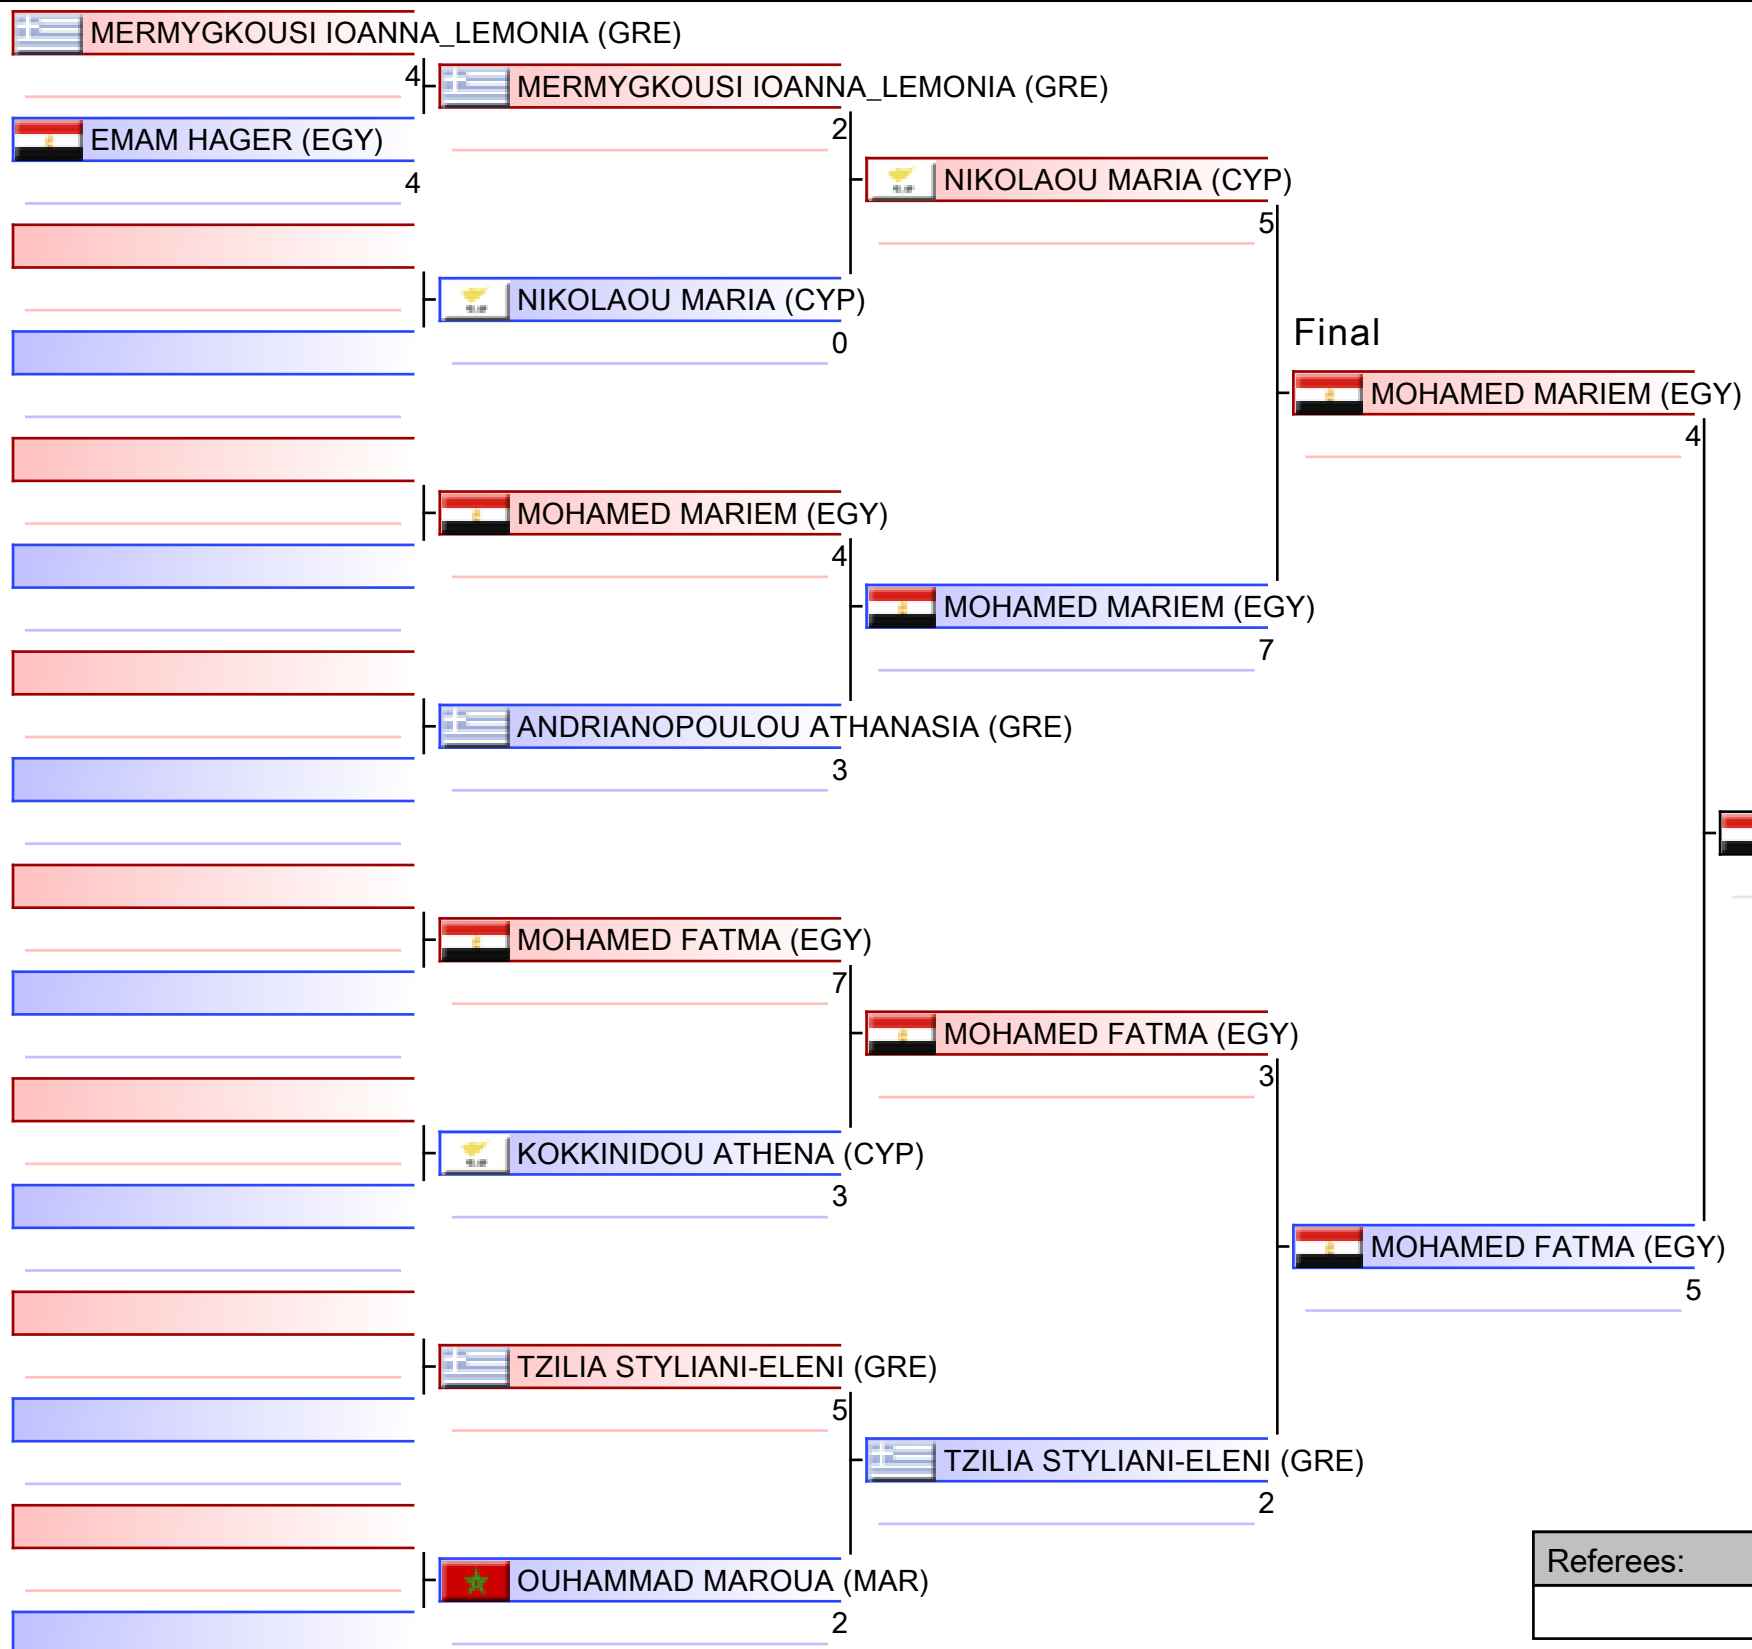 MERMYGKOUSI IOANNA_LEMONIA (GRE)
4
EMAM HAGER (EGY)
4
MERMYGKOUSI IOANNA_LEMONIA (GRE)
2
NIKOLAOU MARIA (CYP)
0
MOHAMED MARIEM (EGY)
4
ANDRIANOPOULOU ATHANASIA (GRE)
3
MOHAMED FATMA (EGY)
7
KOKKINIDOU ATHENA (CYP)
3
TZILIA STYLIANI-ELENI (GRE)
5
OUHAMMAD MAROUA (MAR)
2
NIKOLAOU MARIA (CYP)
5
MOHAMED MARIEM (EGY)
7
MOHAMED FATMA (EGY)
3
TZILIA STYLIANI-ELENI (GRE)
2
Final
MOHAMED MARIEM (EGY)
4
MOHAMED FATMA (EGY)
5
Referees: